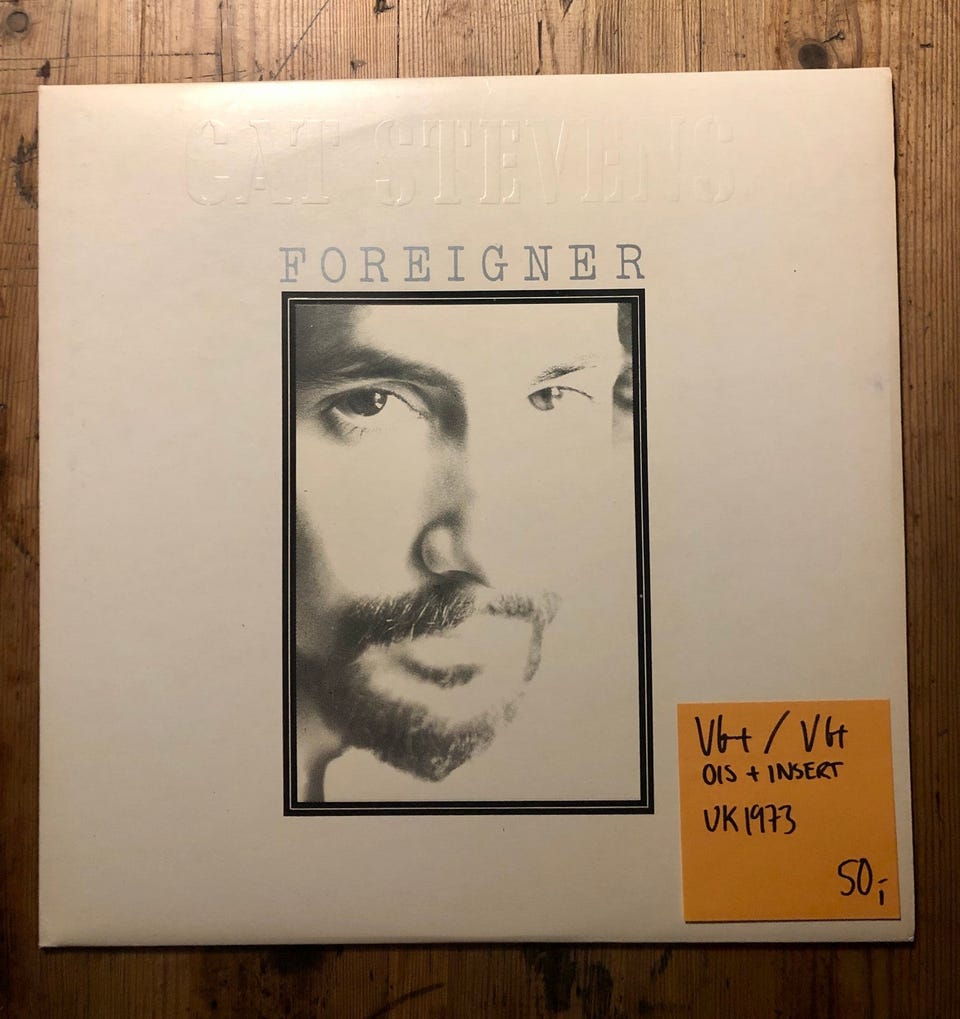 CAT STEVENS
FOREIGNER
VG+ / VG+
OIS + INSERT
UK 1973
50,-